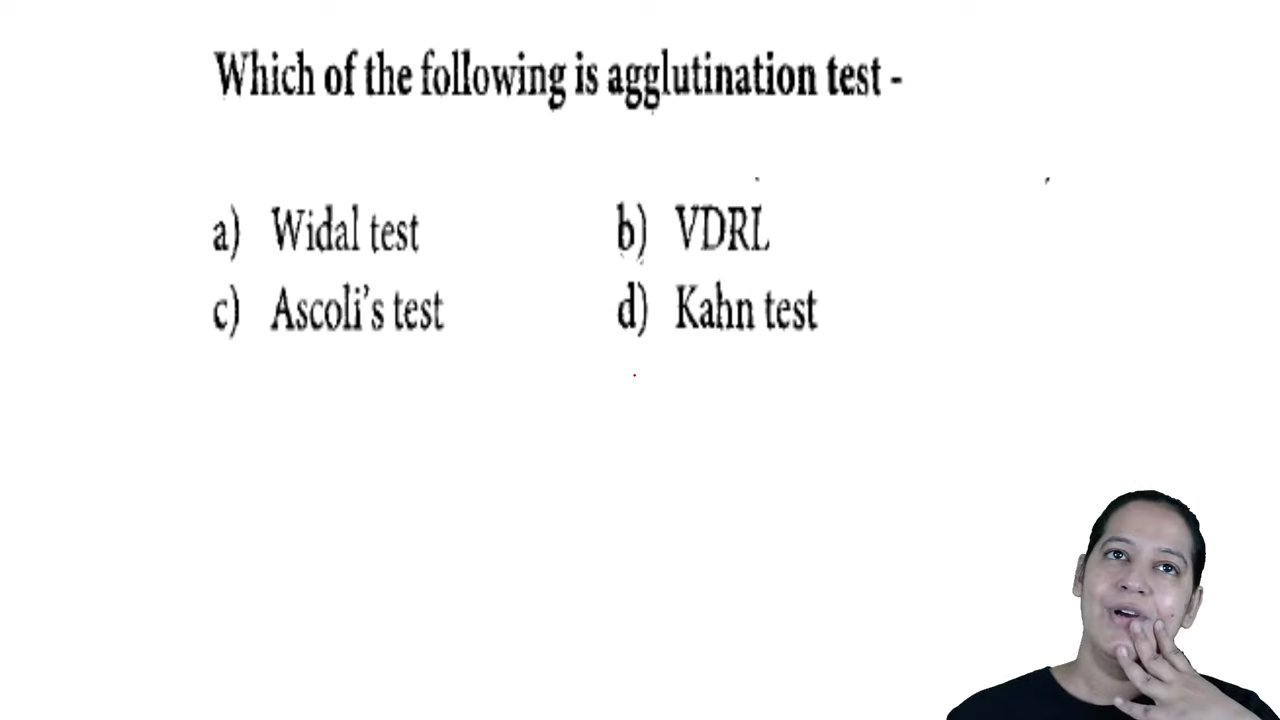 Which of the following is agglutination test -
a) Widal test b) VDRL
c) Ascoli's test d) Kahn test